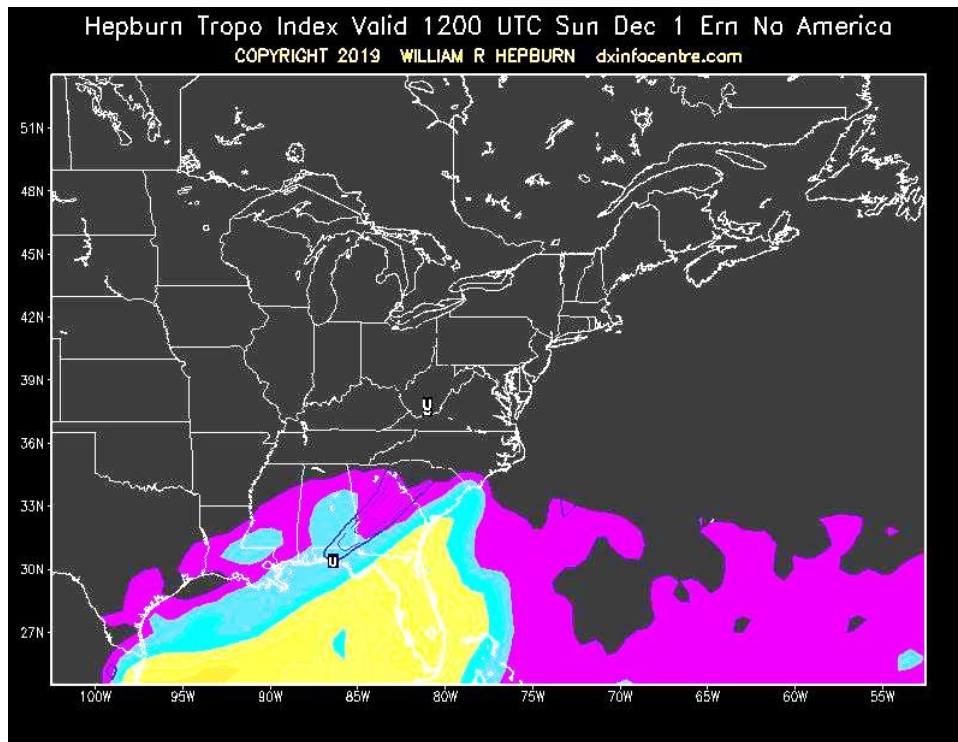 Hepburn Tropo Index Valid 1200 UTC Sun Dec 1 Ern No America
COPYRIGHT 2019 WILLIAM R HEPBURN dxinfocentre.com
51N
48N
45N
42N
39N
U
36N
33N
U
30N
27N
100W 95W 90W 85W 80W 75W 70W 65W 60W 55W